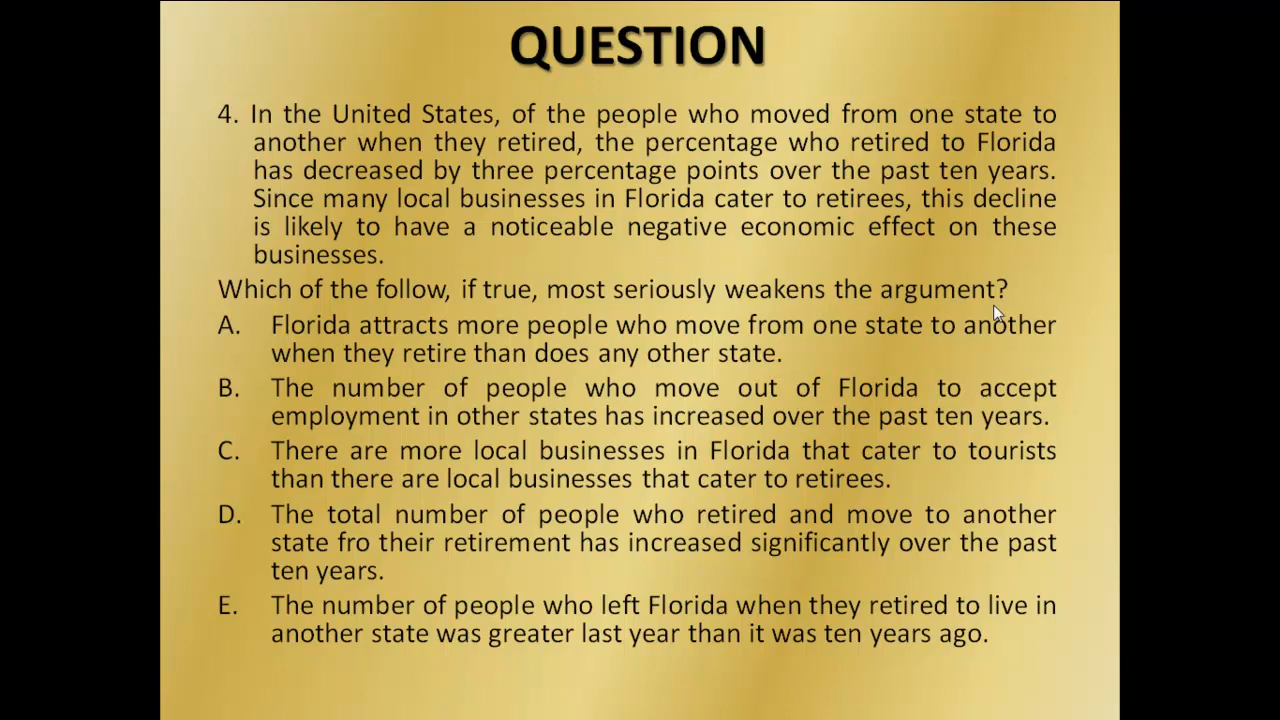 QUESTION
4. In the United States, of the people who moved from one state to
another when they retired, the percentage who retired to Florida
has decreased by three percentage points over the past ten years.
Since many local businesses in Florida cater to retirees, this decline
is likely to have a noticeable negative economic effect on these
businesses.
Which of the follow, if true, most seriously weakens the argument?
A. Florida attracts more people who move from one state to another
when they retire than does any other state.
B. The number of people who move out of Florida to accept
employment in other states has increased over the past ten years.
C. There are more local businesses in Florida that cater to tourists
than there are local businesses that cater to retirees.
D. The total number of people who retired and move to another
state fro their retirement has increased significantly over the past
ten years.
E. The number of people who left Florida when they retired to live in
another state was greater last year than it was ten years ago.